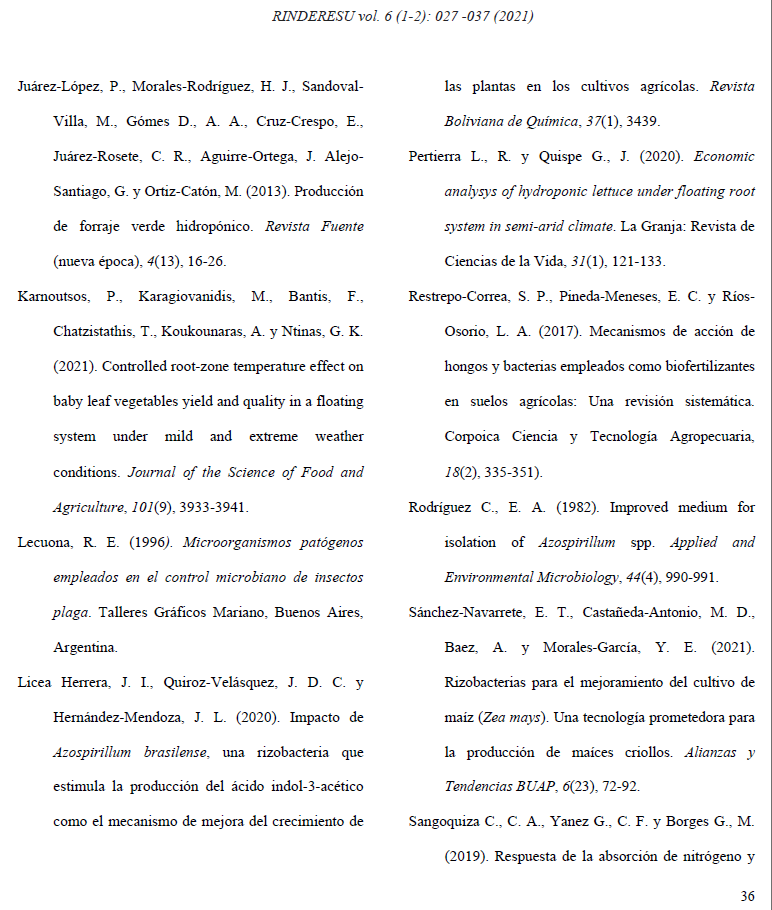 RINDERESU vol. 6 (1-2): 027 -037 (2021)
Juárez-López, P., Morales-Rodríguez, H. J., Sandoval-
Villa, M., Gómes D., A. A., Cruz-Crespo, E.,
Juárez-Rosete, C. R., Aguirre-Ortega, J. Alejo-
Santiago, G. y Ortiz-Catón, M. (2013). Producción
de forraje verde hidropónico. Revista Fuente
(nueva época), 4(13), 16-26.
Karnoutsos, P., Karagiovanidis, M., Bantis, F.,
Chatzistathis, T., Koukounaras, A. y Ntinas, G. K.
(2021). Controlled root-zone temperature effect on
baby leaf vegetables yield and quality in a floating
system under mild and extreme weather
conditions. Journal of the Science of Food and
Agriculture, 101(9), 3933-3941.
Lecuona, R. E. (1996). Microorganismos patógenos
empleados en el control microbiano de insectos
plaga. Talleres Gráficos Mariano, Buenos Aires,
Argentina.
Licea Herrera, J. I., Quiroz-Velásquez, J. D. C. y
Hernández-Mendoza, J. L. (2020). Impacto de
Azospirillum brasilense, una rizobacteria que
estimula la producción del ácido indol-3-acético
como el mecanismo de mejora del crecimiento de
las plantas en los cultivos agrícolas. Revista
Boliviana de Química, 37(1), 3439.
Pertierra L., R. y Quispe G., J. (2020). Economic
analysys of hydroponic lettuce under floating root
system in semi-arid climate. La Granja: Revista de
Ciencias de la Vida, 31(1), 121-133.
Restrepo-Correa, S. P., Pineda-Meneses, E. C. y Ríos-
Osorio, L. A. (2017). Mecanismos de acción de
hongos y bacterias empleados como biofertilizantes
en suelos agrícolas: Una revisión sistemática.
Corpoica Ciencia y Tecnología Agropecuaria,
18(2), 335-351).
Rodríguez C., E. A. (1982). Improved medium for
isolation of Azospirillum spp. Applied and
Environmental Microbiology, 44(4), 990-991.
Sánchez-Navarrete, E. T., Castañeda-Antonio, M. D.,
Baez, A. y Morales-García, Y. E. (2021).
Rizobacterias para el mejoramiento del cultivo de
maíz (Zea mays). Una tecnología prometedora para
la producción de maíces criollos. Alianzas y
Tendencias BUAP, 6(23), 72-92.
Sangoquiza C., C. A., Yanez G., C. F. y Borges G., M.
(2019). Respuesta de la absorción de nitrógeno y
36